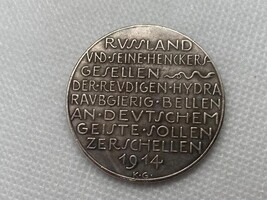 RVSSLAND
VND·SEINE·HENCKERS-
GESELLEN
DER·REVDIGEN·HYDRA
RAVBGIERIG·BELLEN
AN·DEVTSCHEM
GEISTE·SOLLEN
ZERSCHELLEN
1914
K·G·